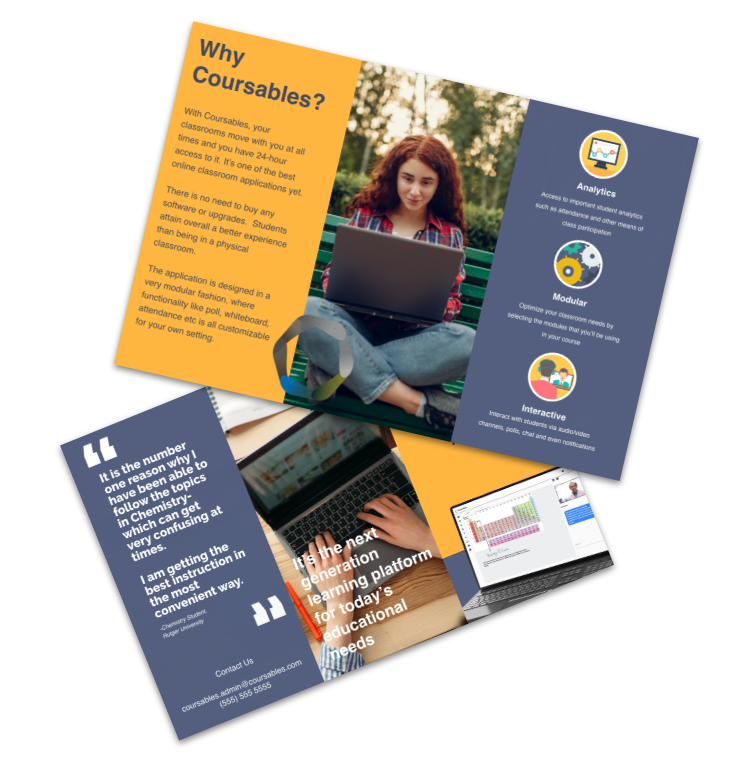 Why
Coursables?
With Coursables, your
classrooms move with you at all
times and you have 24-hour
access to it. It's one of the best
online classroom applications yet.
There is no need to buy any
software or upgrades. Students
attain overall a better experience
than being in a physical
classroom.
The application is designed in a
very modular fashion, where
functionality like poll, whiteboard,
attendance etc is all customizable
for your own setting.
Analytics
Access to important student analytics
such as attendance and other means of
class participation
Modular
Optimize your classroom needs by
selecting the modules that you'll be using
in your course
Interactive
Interact with students via audio/video
channels, polls, chat and even notifications
It is the number
one reason why I
have been able to
follow the topics
in Chemistry-
which can get
very confusing at
times.
I am getting the
best instruction in
the most
convenient way.
-Chemistry Student,
Rutger University
Contact Us
coursables.admin@coursables.com
(555) 555 5555
It's the next
generation
learning platform
for today's
educational
needs